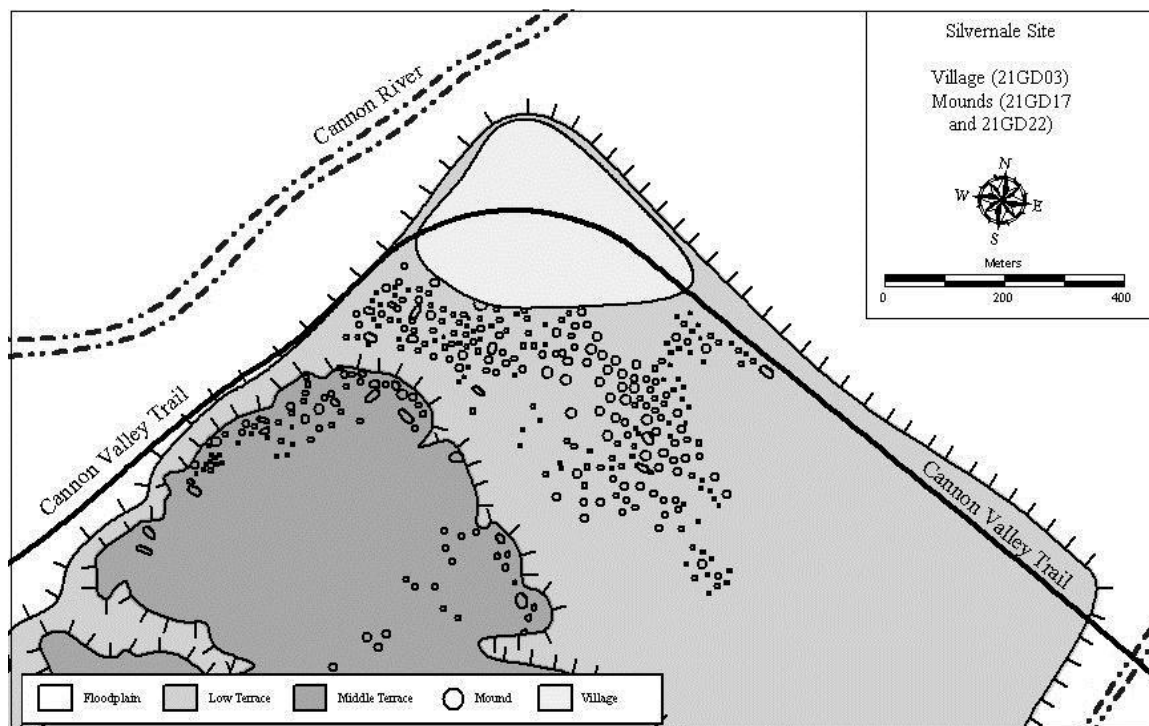 Silvernale Site
Village (21GD03)
Mounds (21GD17
and 21GD22)
N
W
E
S
Meters
0
200
400
Cannon River
Cannon Valley Trail
Cannon Valley Trail
Floodplain
Low Terrace
Middle Terrace
Mound
Village